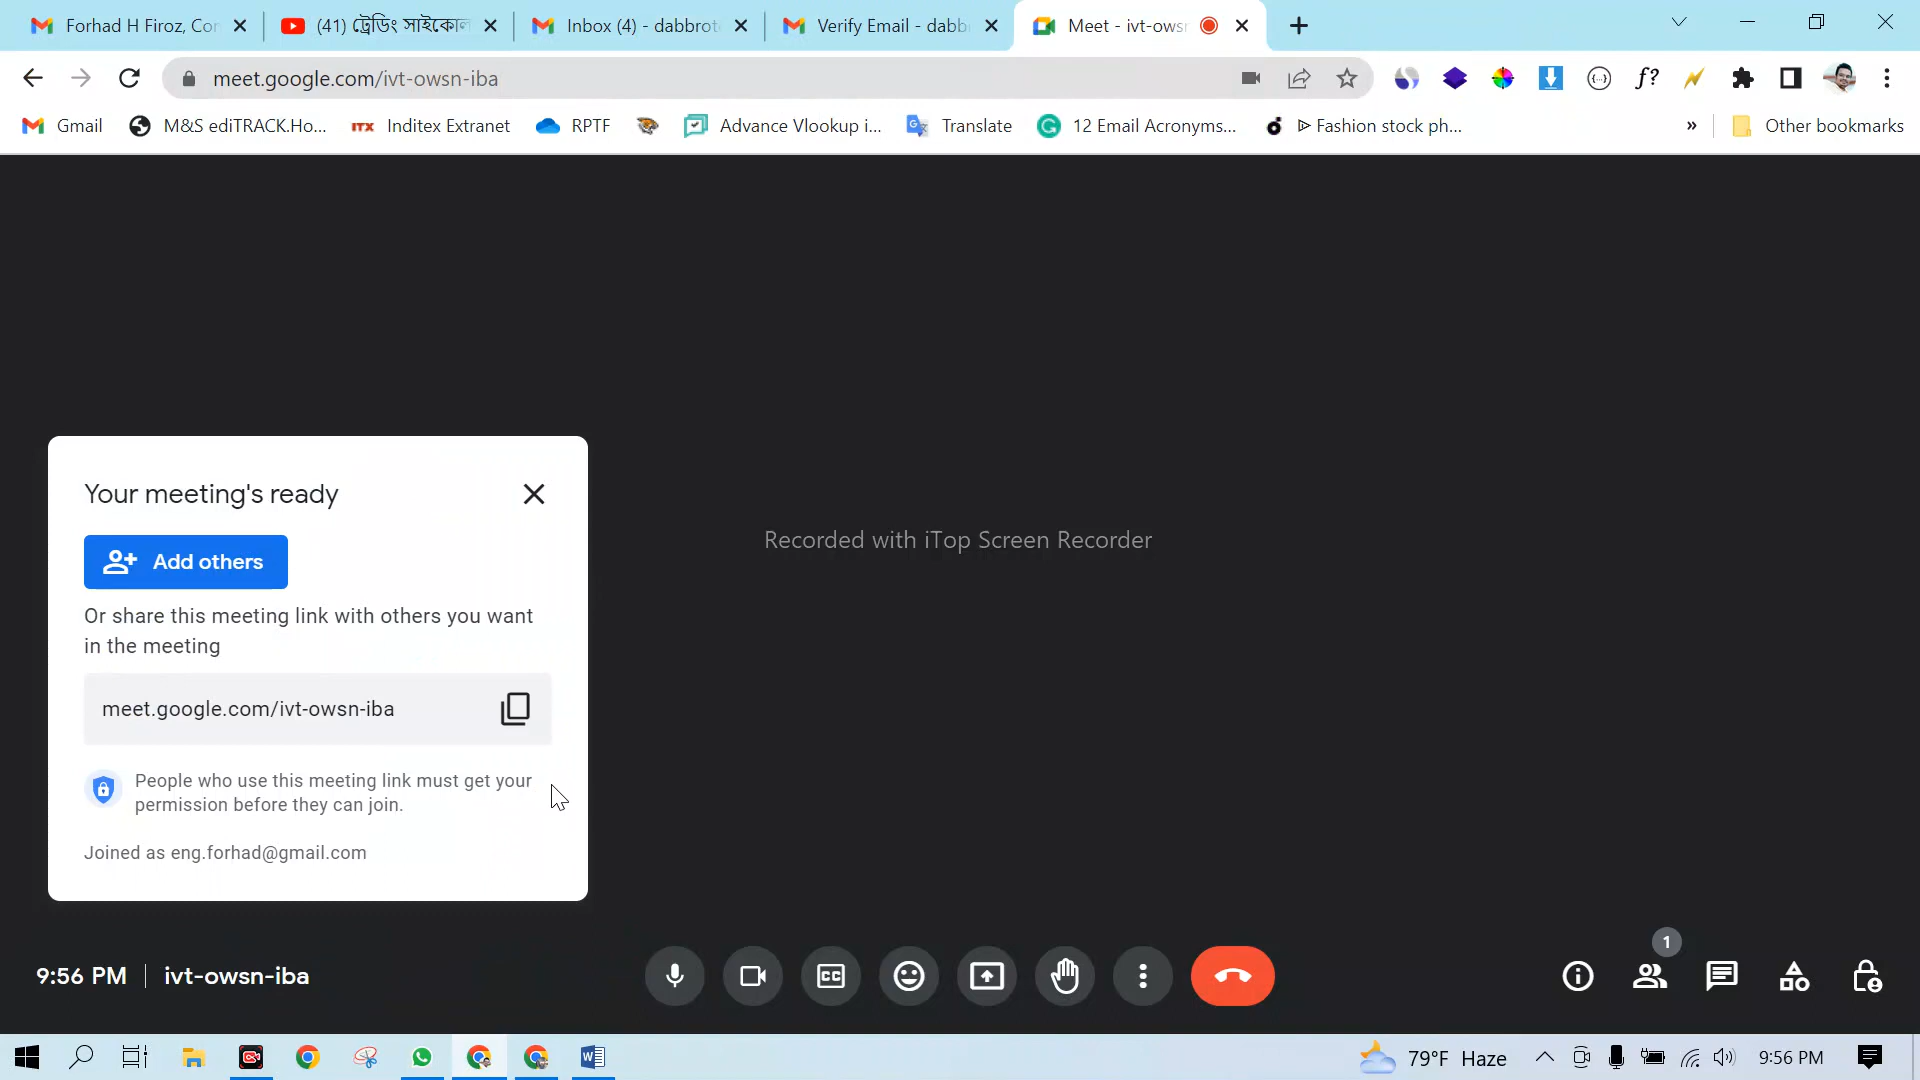 Forhad H Firoz, Con
(41) ট্রেডিং সাইকোল
Inbox (4) - dabbrote
Verify Email - dabb
Meet - ivt-ows
meet.google.com/ivt-owsn-iba
f?
Gmail
M&S ediTRACK.Ho...
ITX Inditex Extranet
RPTF
Advance Vlookup i...
Translate
12 Email Acronyms...
Fashion stock ph...
»
Other bookmarks
Recorded with iTop Screen Recorder
Your meeting's ready
Add others
Or share this meeting link with others you want
in the meeting
meet.google.com/ivt-owsn-iba
People who use this meeting link must get your
permission before they can join.
Joined as eng.forhad@gmail.com
9:56 PM | ivt-owsn-iba
CC
1
79°F Haze
9:56 PM